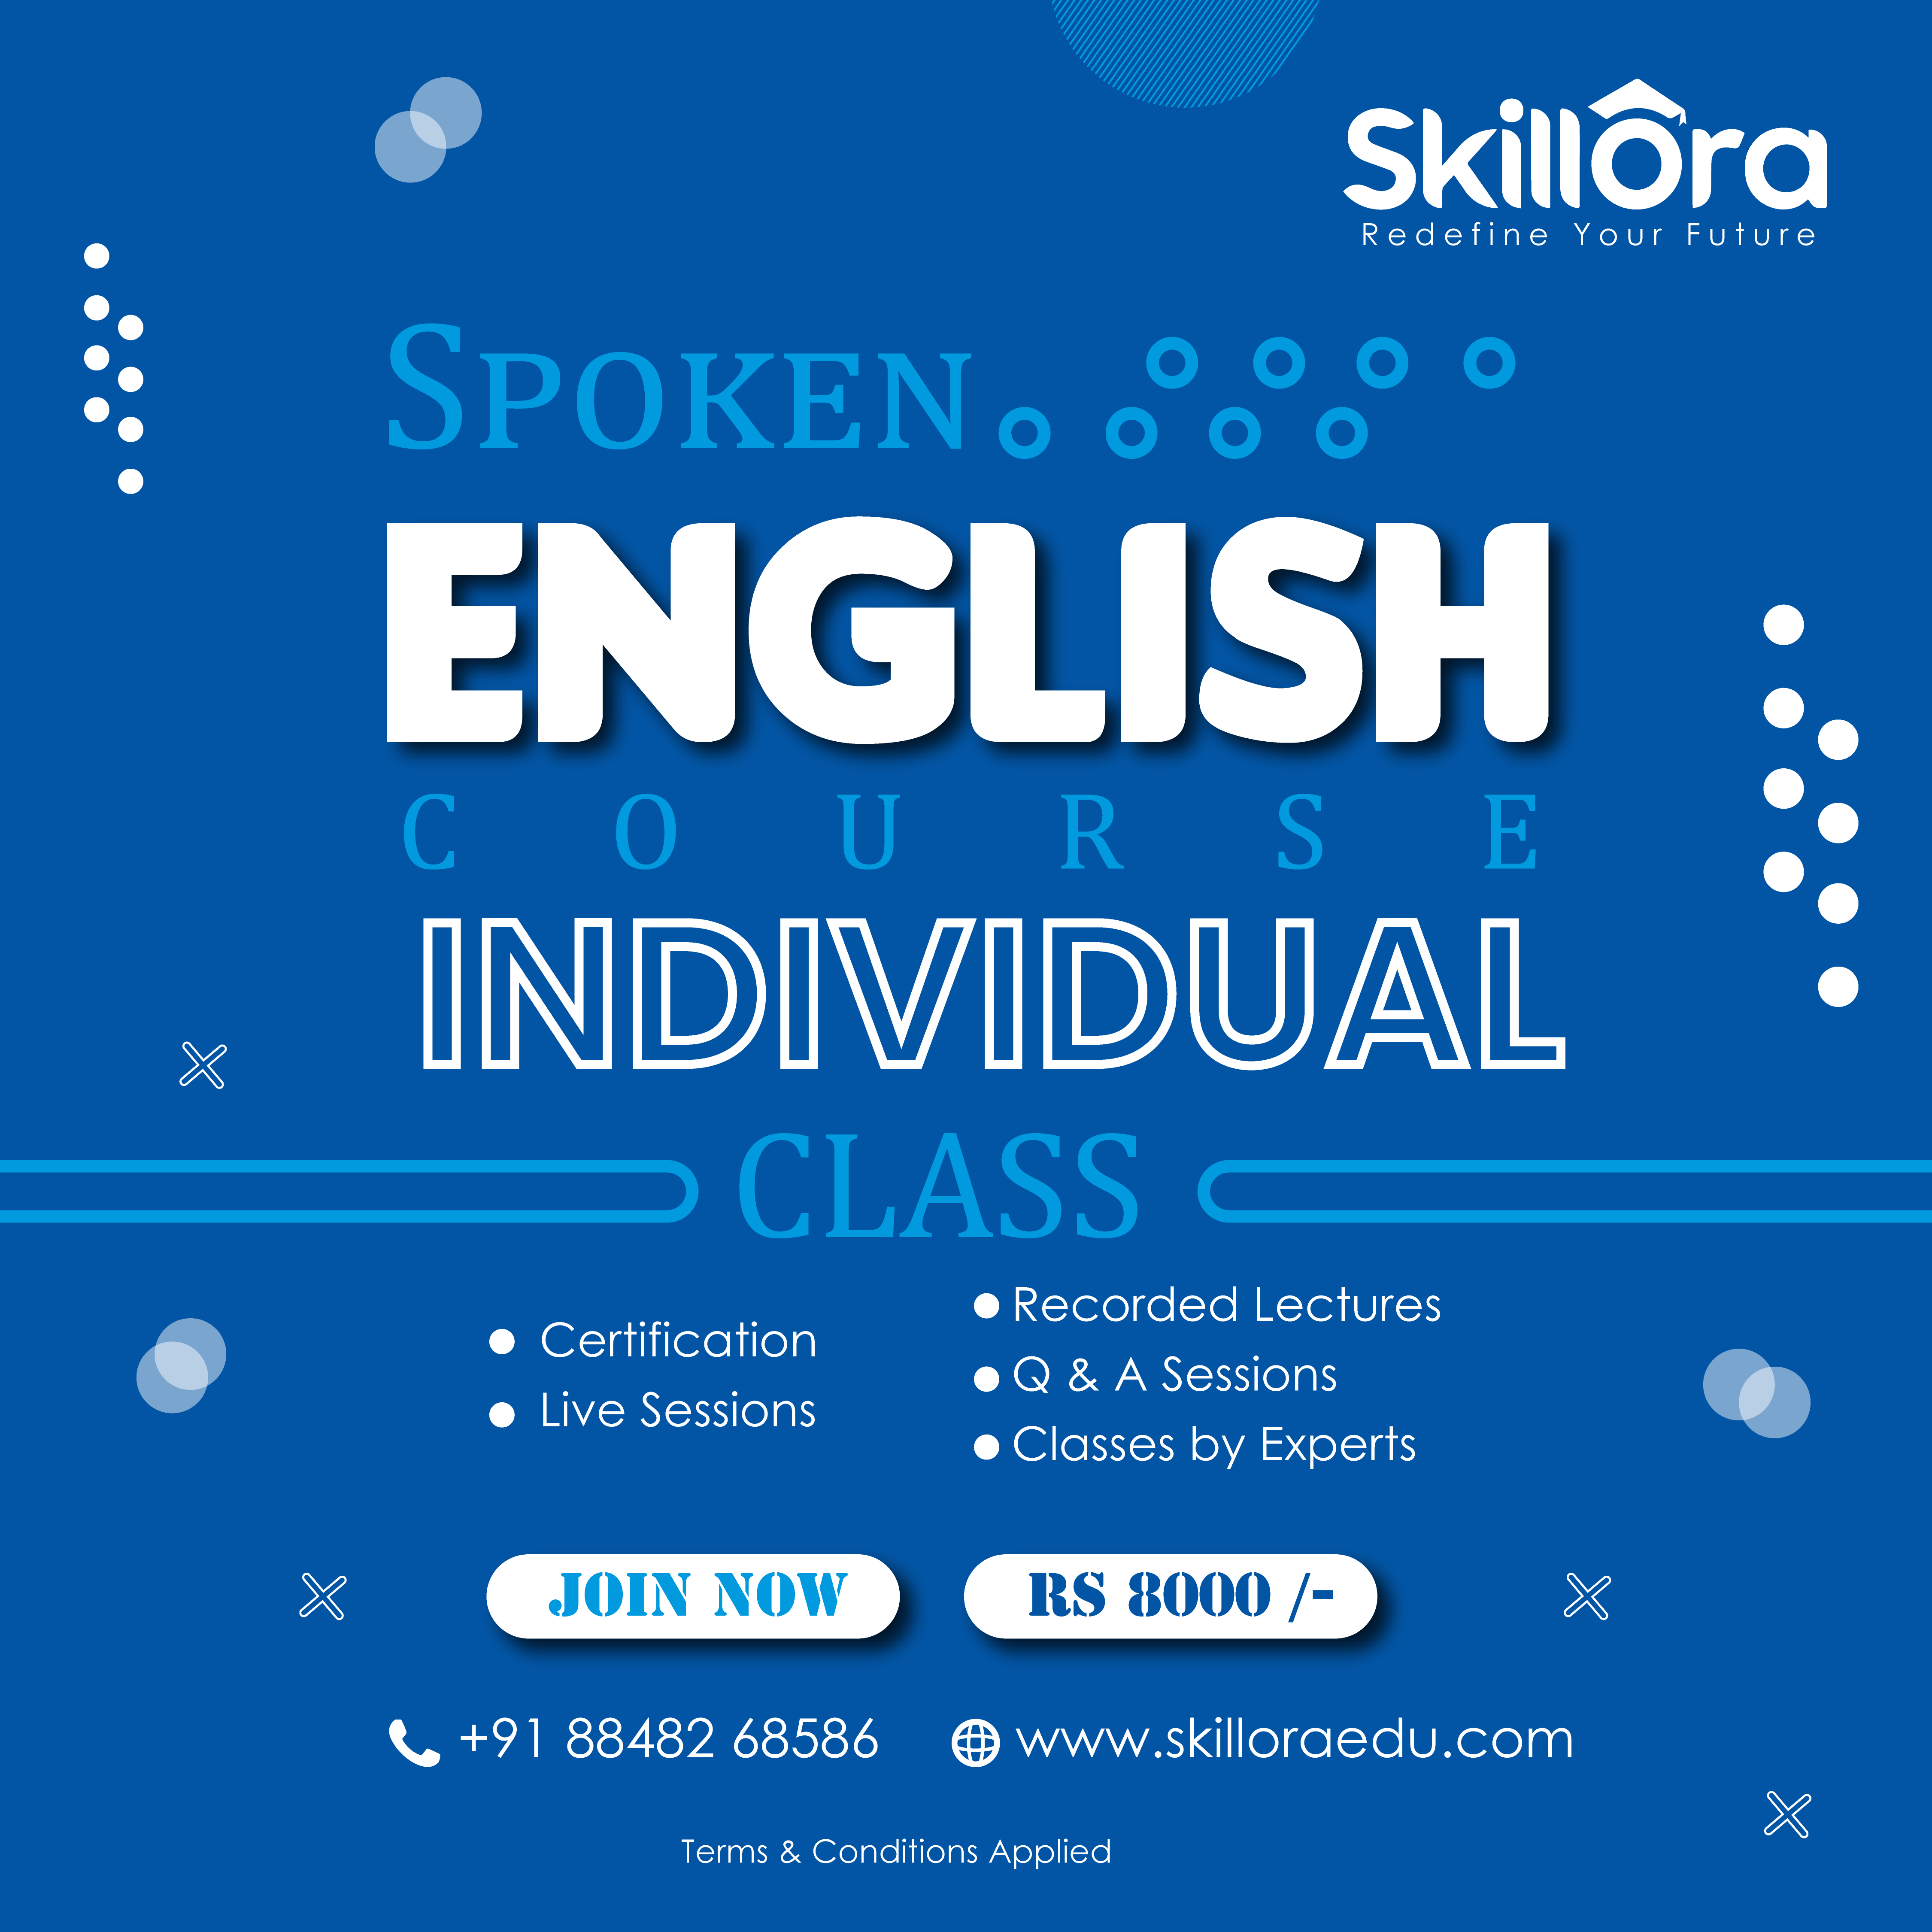 SkillOra
Redefine Your Future
SPOKEN
ENGLISH
COURSE
INDIVIDUAL
CLASS
Certification
Live Sessions
Recorded Lectures
Q & A Sessions
Classes by Experts
JOIN NOW
RS 8000 /-
+91 88482 68586
www.skilloraedu.com
Terms & Conditions Applied